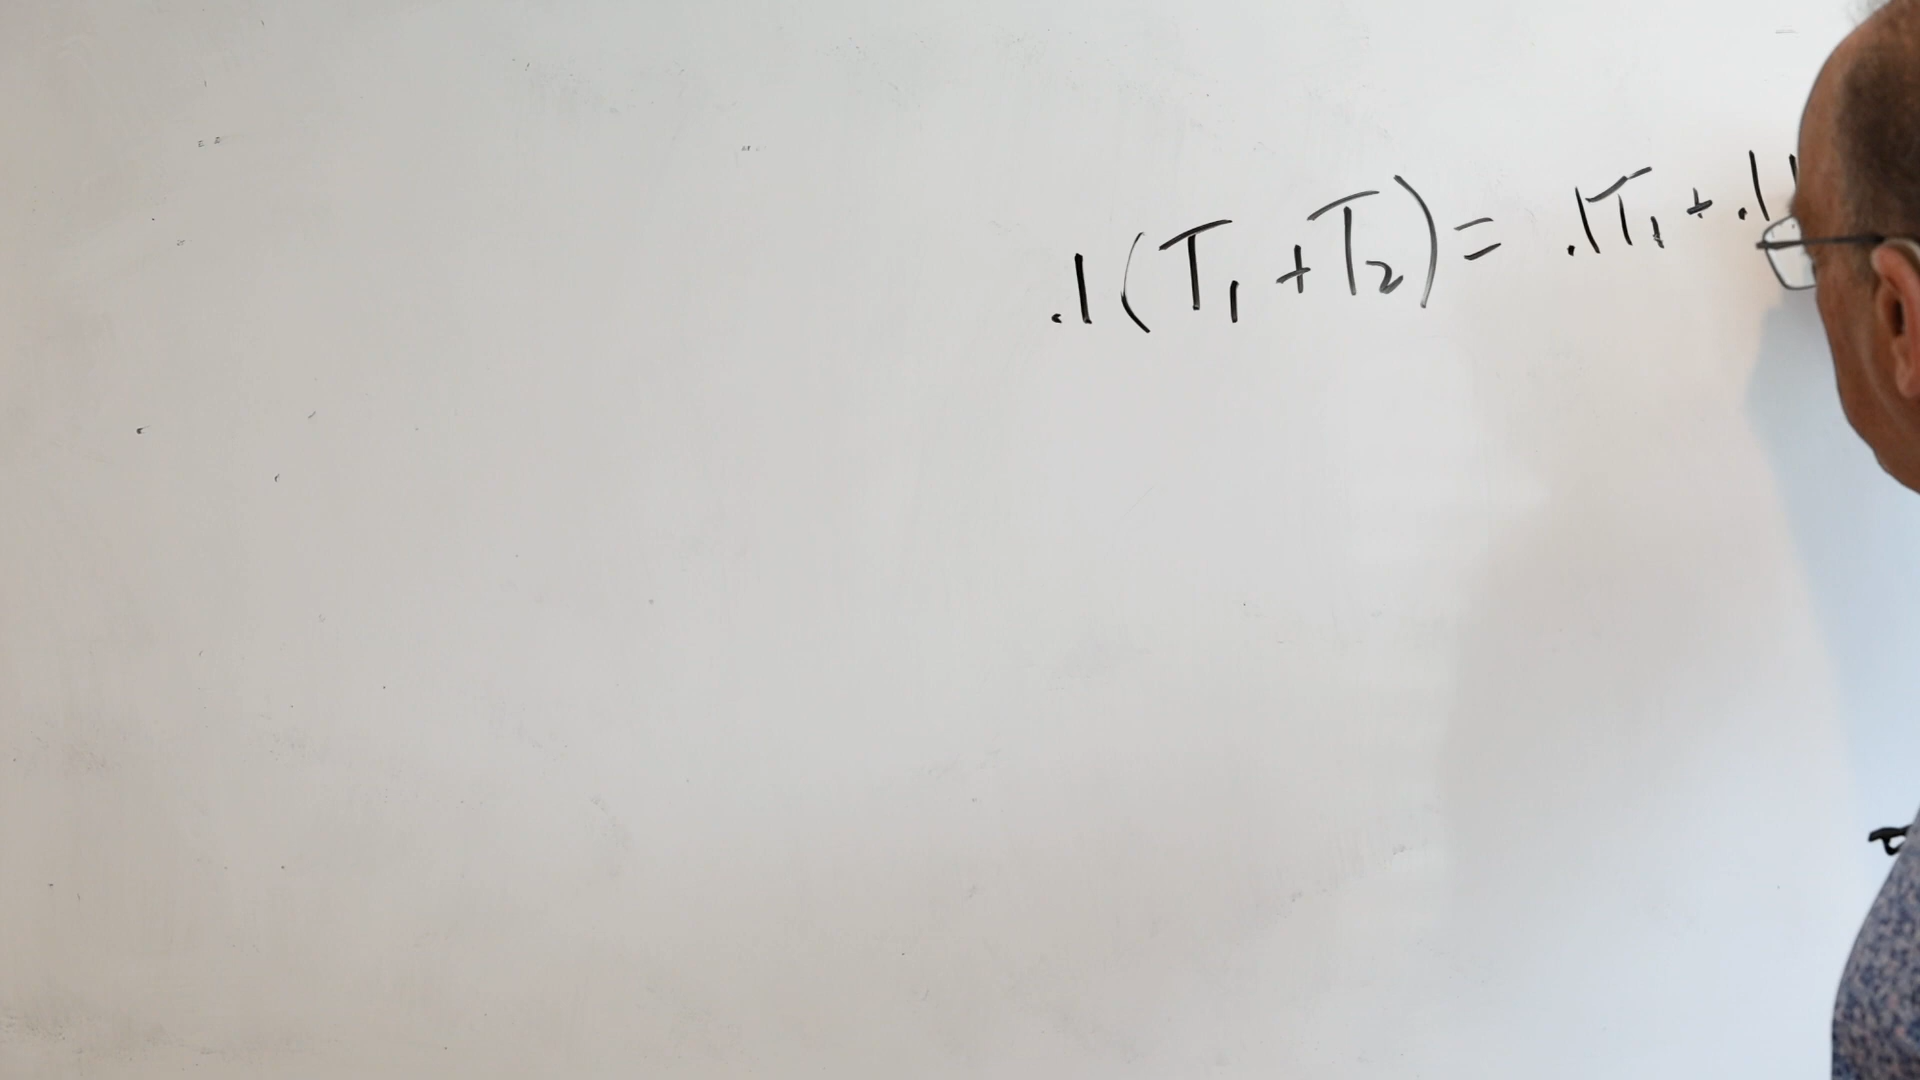 .1(T₁ + T₂) = .1T₁ + .1